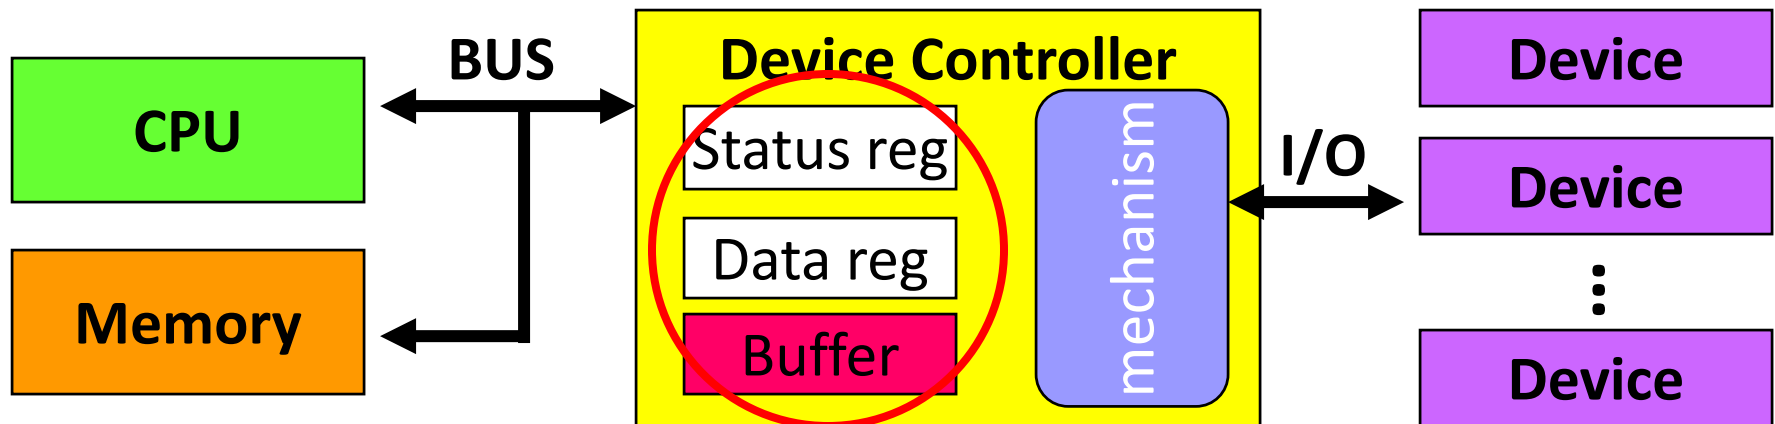 BUS
CPU
Memory
Device Controller
Status reg
Data reg
Buffer
mechanism
I/O
Device
Device
⋮
Device